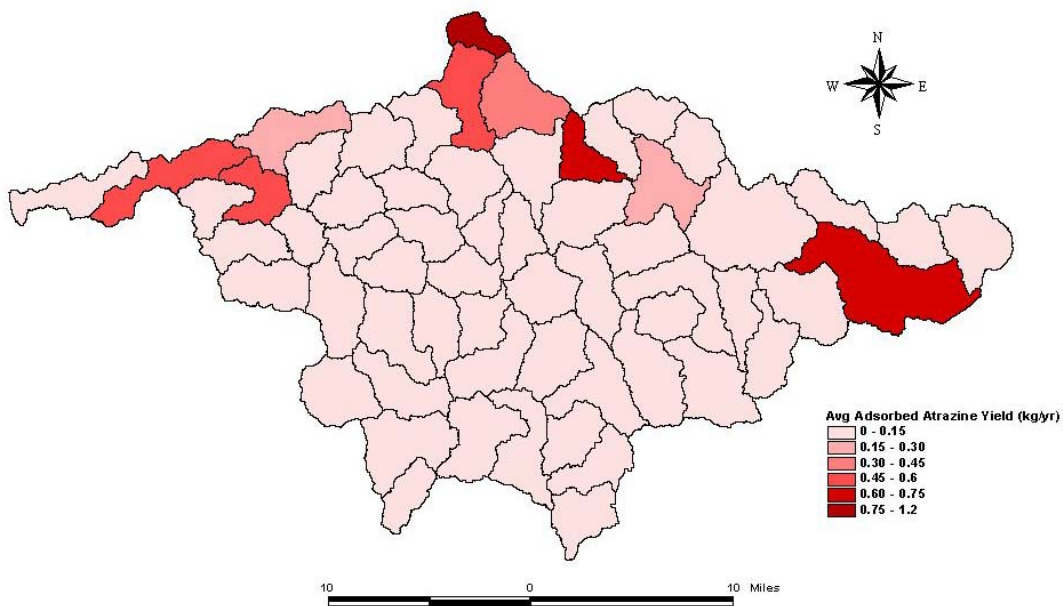 N
W E
S
Avg Adsorbed Atrazine Yield (kg/yr)
0 - 0.15
0.15 - 0.30
0.30 - 0.45
0.45 - 0.6
0.60 - 0.75
0.75 - 1.2
10 0 10 Miles